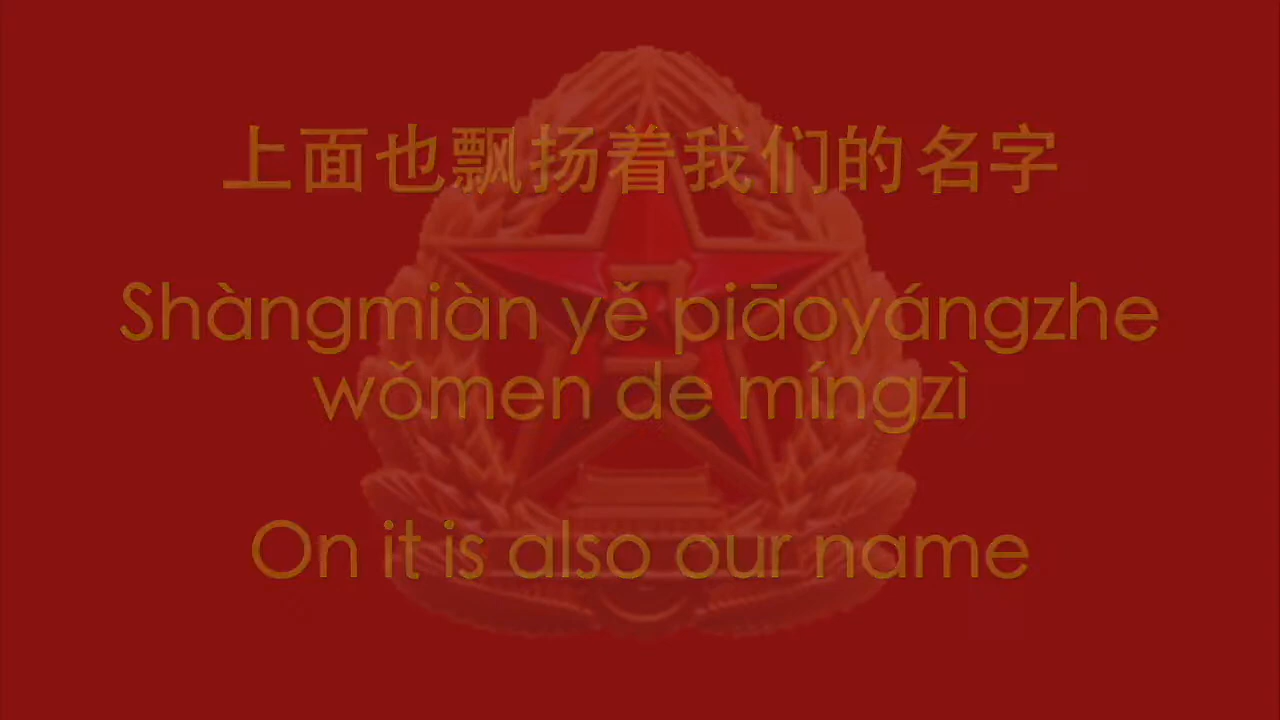 上面也飘扬着我们的名字
Shàngmiàn yě piāoyángzhe
wǒmen de míngzì
On it is also our name